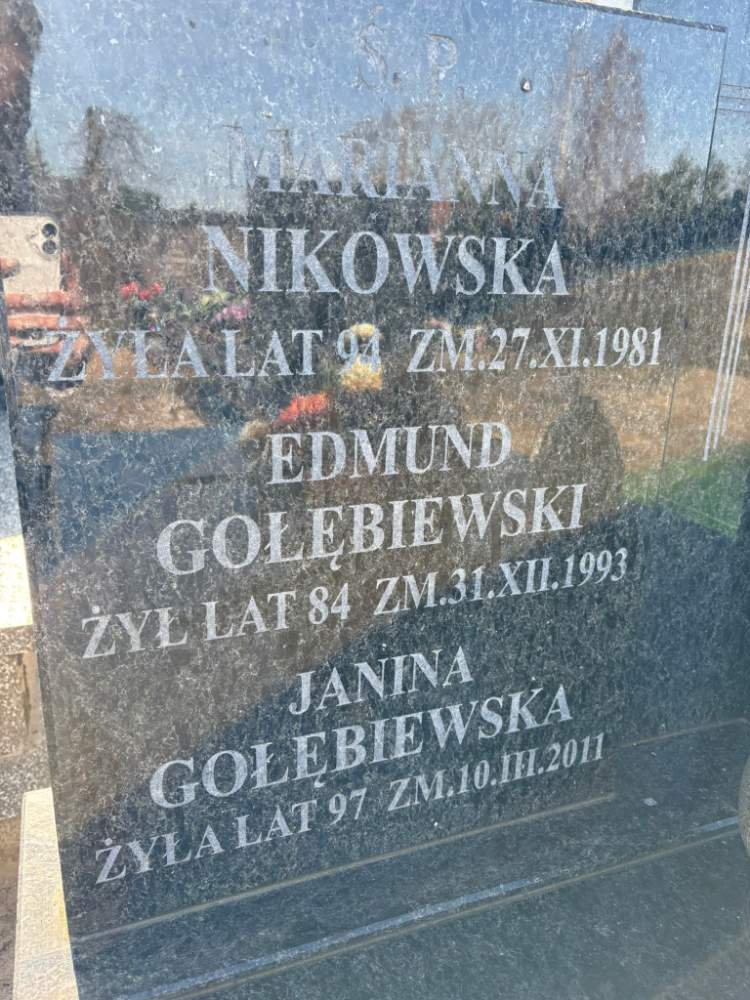 Ś.P.
MARIANNA
NIKOWSKA
ŻYŁA LAT 94 ZM.27.XI.1981
EDMUND
GOŁĘBIEWSKI
ŻYŁ LAT 84 ZM.31.XII.1993
JANINA
GOŁĘBIEWSKA
ŻYŁA LAT 97 ZM.10.III.2011